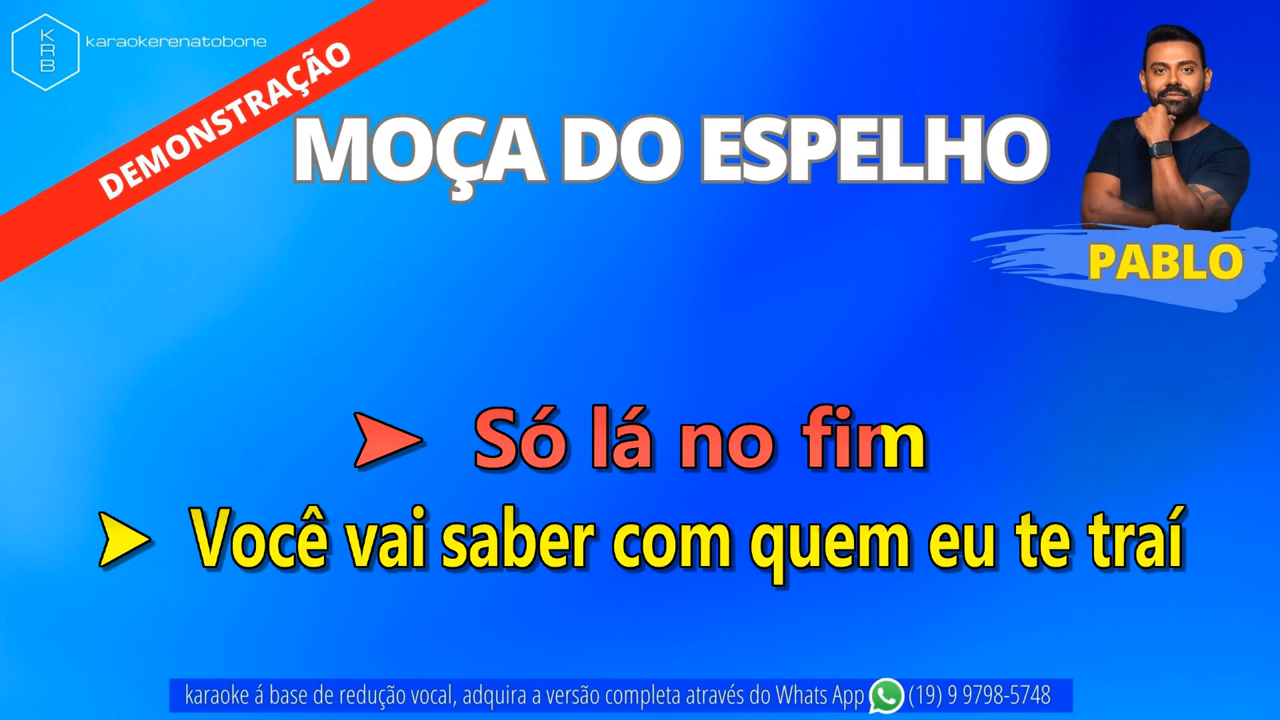 KRB
karaokerenatobone
DEMONSTRAÇÃO
MOÇA DO ESPELHO
PABLO
Só lá no fim
Você vai saber com quem eu te traí
karaoke á base de redução vocal, adquira a versão completa através do Whats App (19) 9 9798-5748